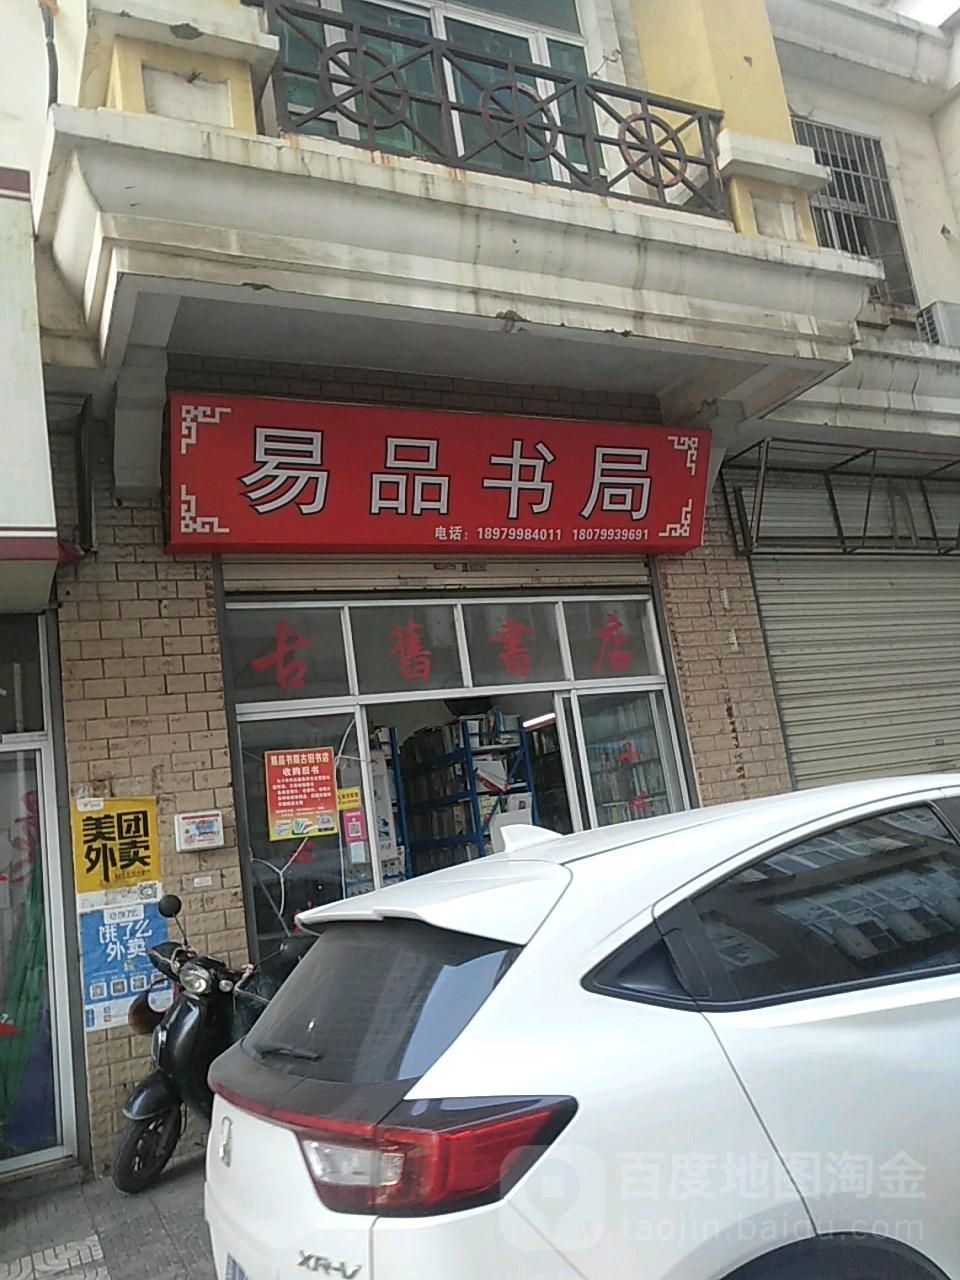 易品书局
电话：18979984011 18079939691
古舊書店
易品书局古旧书店
收购旧书
美团
外卖
饿了么
外卖
XR-V
百度地图淘金
taojin.baidu.com